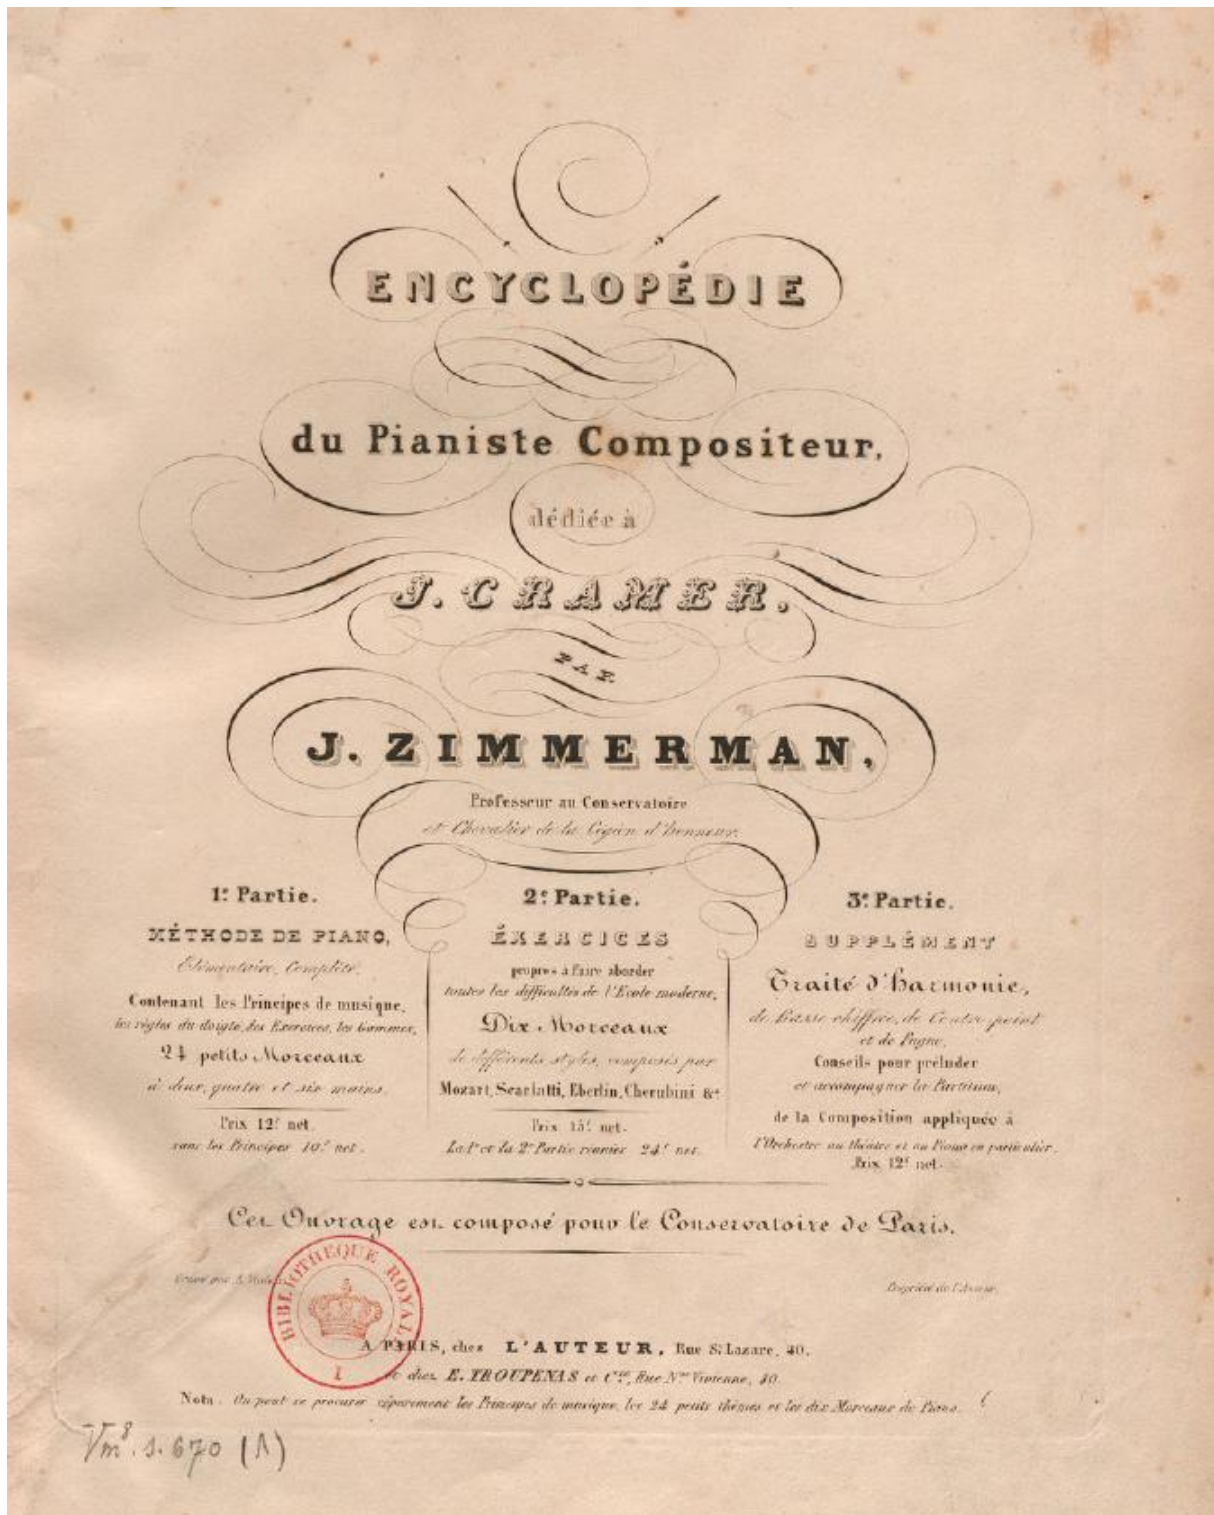 ENCYCLOPÉDIE
du Pianiste Compositeur,
dédiée à
J. CRAMER,
PAR
J. ZIMMERMAN,
Professeur au Conservatoire
et Chevalier de la Légion d'honneur.
1e Partie.
MÉTHODE DE PIANO,
Élémentaire, Complète,
Contenant les Principes de musique,
les règles du doigté, des Exercices, les Gammes,
24 petits Morceaux
à deux, quatre et six mains.
Prix 12f net.
sans les Principes 10f net.
2e Partie.
ÉXERCICES
propres à faire aborder
toutes les difficultés de l'Ecole moderne,
Dix Morceaux
de différents styles, composés par
Mozart, Scarlatti, Eberlin, Cherubini &a
Prix 15f net.
La 1e et la 2e Partie réunies 24f net.
3e Partie.
SUPPLÉMENT
Traité d'harmonie,
de Basse chiffrée, de Contre-point
et de Fugue,
Conseils pour préluder
et accompagner la Partition,
de la Composition appliquée à
l'Orchestre au théâtre et au Piano en particulier.
Prix 12f net.
Cet Ouvrage est composé pour le Conservatoire de Paris.
Gravé par A.
Propriété de l'Auteur.
BIBLIOTHEQUE ROYALE
I
A PARIS, chez L'AUTEUR, Rue St Lazare, 40.
et chez E. TROUPENAS et Cie, Rue Nve Vivienne, 40.
Nota. On peut se procurer séparément les Principes de musique, les 24 petits thèmes et les dix Morceaux de Piano.
Vm8. s. 670 (1)